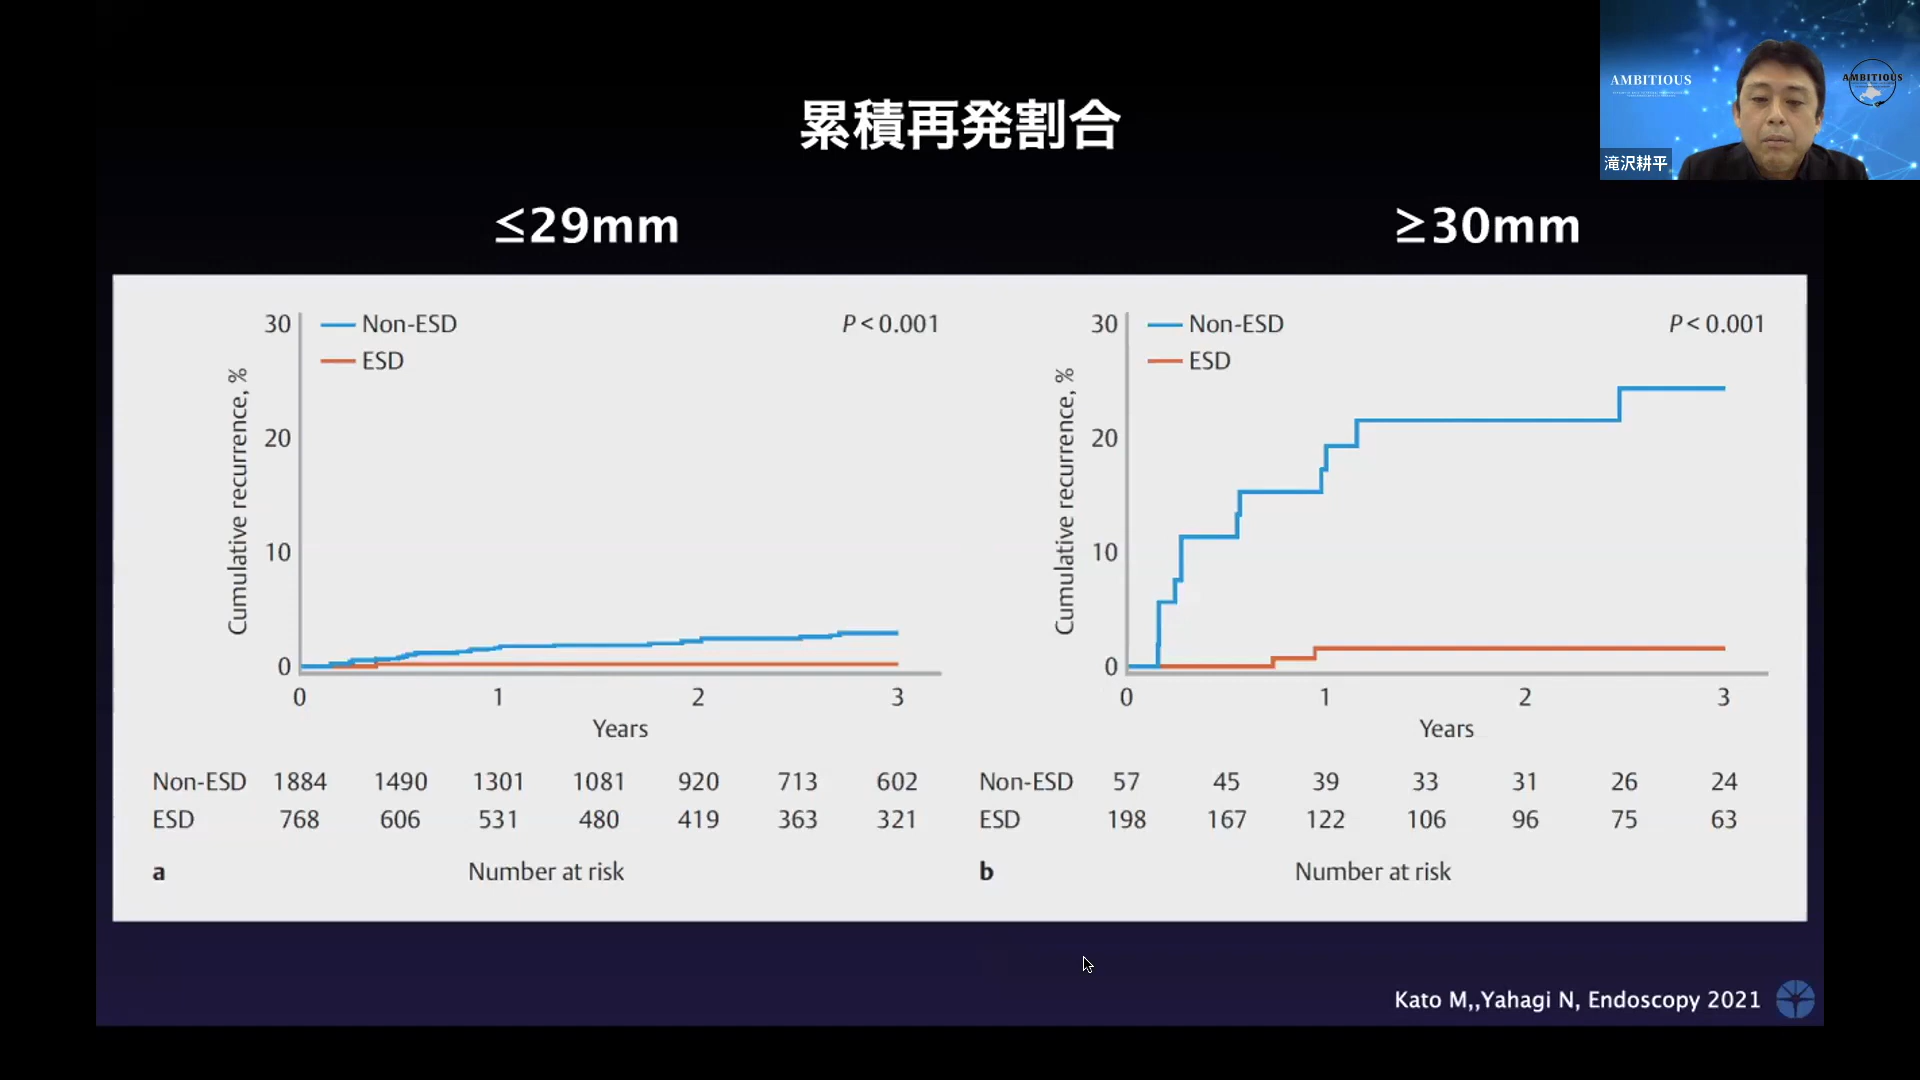 累積再発割合
AMBITIOUS
AMBITIOUS
滝沢耕平
≤29mm
≥30mm
30
Non-ESD
P < 0.001
ESD
20
10
0
Cumulative recurrence, %
0 1 2 3
Years
Non-ESD 1884 1490 1301 1081 920 713 602
ESD 768 606 531 480 419 363 321
a Number at risk
30
Non-ESD
P < 0.001
ESD
20
10
0
Cumulative recurrence, %
0 1 2 3
Years
Non-ESD 57 45 39 33 31 26 24
ESD 198 167 122 106 96 75 63
b Number at risk
Kato M,,Yahagi N, Endoscopy 2021